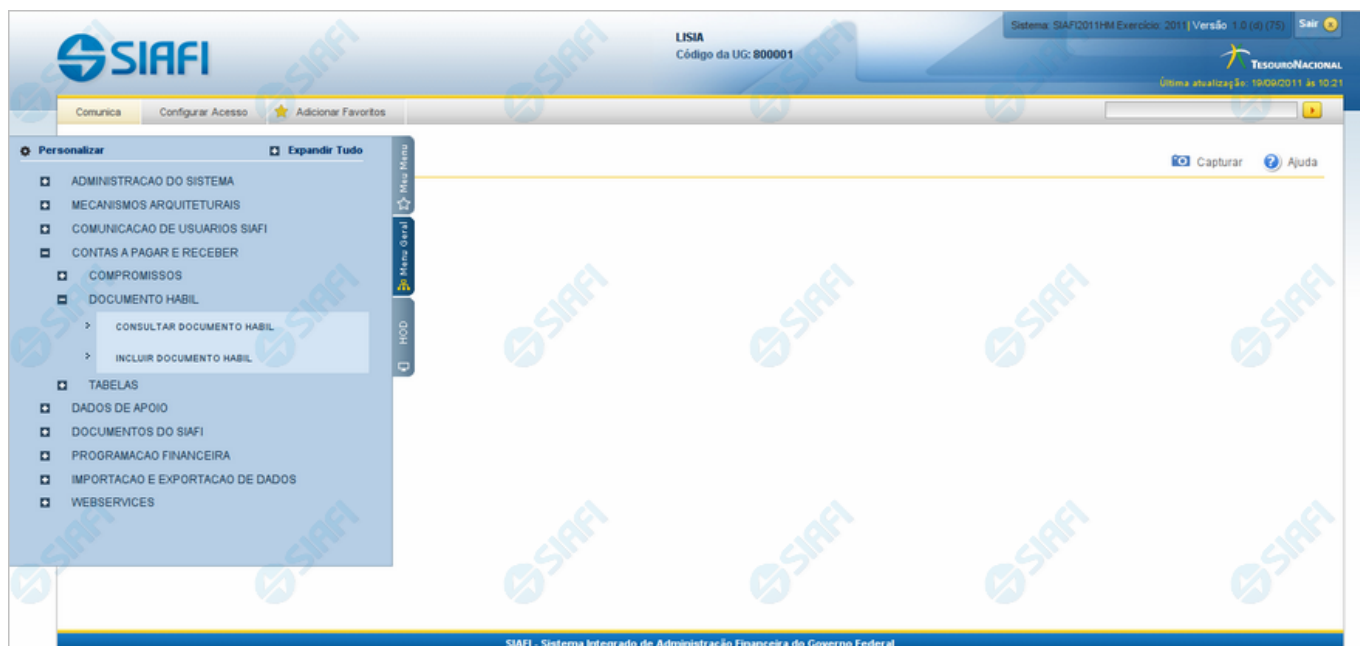 SIAFI
LISIA
Código da UG: 800001
Sistema: SIAFI2011HM Exercício: 2011| Versão 1.0 (d) (75)
Sair
TESOURONACIONAL
Última atualização: 19/09/2011 às 10:21
Comunica
Configurar Acesso
Adicionar Favoritos
Personalizar
Expandir Tudo
Meu Menu
Menu Geral
HOD
Capturar
Ajuda
ADMINISTRACAO DO SISTEMA
MECANISMOS ARQUITETURAIS
COMUNICACAO DE USUARIOS SIAFI
CONTAS A PAGAR E RECEBER
COMPROMISSOS
DOCUMENTO HABIL
CONSULTAR DOCUMENTO HABIL
INCLUIR DOCUMENTO HABIL
TABELAS
DADOS DE APOIO
DOCUMENTOS DO SIAFI
PROGRAMACAO FINANCEIRA
IMPORTACAO E EXPORTACAO DE DADOS
WEBSERVICES
SIAFI - Sistema Integrado de Administração Financeira do Governo Federal